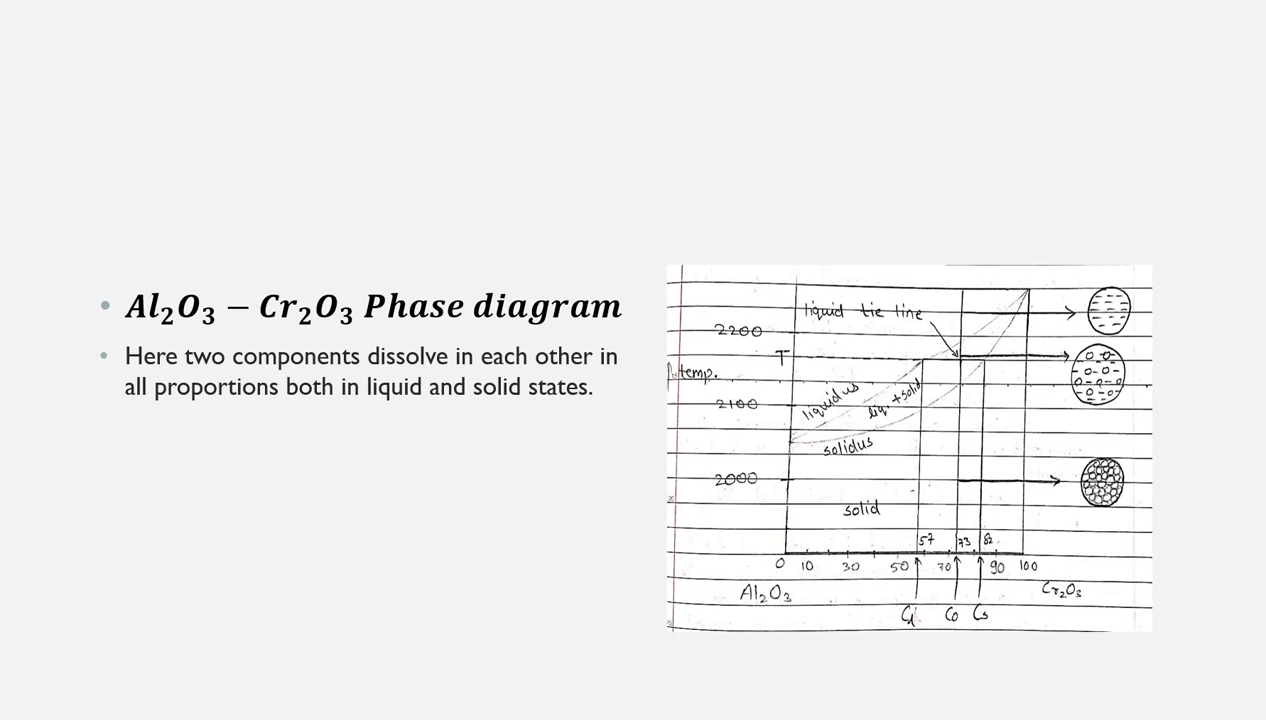 • Al₂O₃ − Cr₂O₃ Phase diagram
• Here two components dissolve in each other in
all proportions both in liquid and solid states.
liquid tie line
2200
T
temp.
liquidus
liq. + solid
2100
solidus
2000
solid
57 73 82
0 10 30 50 70 90 100
Al₂O₃ Cr₂O₃
Cl Co Cs